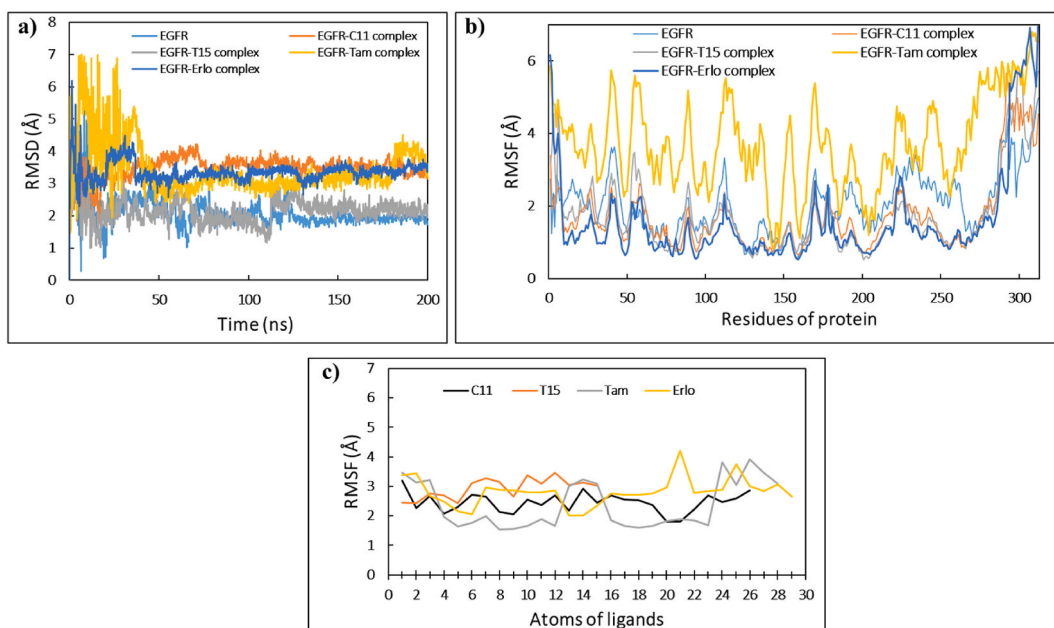 a)
EGFR
EGFR-C11 complex
EGFR-T15 complex
EGFR-Tam complex
EGFR-Erlo complex
RMSD (Å)
8
7
6
5
4
3
2
1
0
0 50 100 150 200
Time (ns)
b)
EGFR
EGFR-C11 complex
EGFR-T15 complex
EGFR-Tam complex
EGFR-Erlo complex
RMSF (Å)
6
4
2
0
0 50 100 150 200 250 300
Residues of protein
c)
C11 T15 Tam Erlo
RMSF (Å)
7
6
5
4
3
2
1
0
0 2 4 6 8 10 12 14 16 18 20 22 24 26 28 30
Atoms of ligands